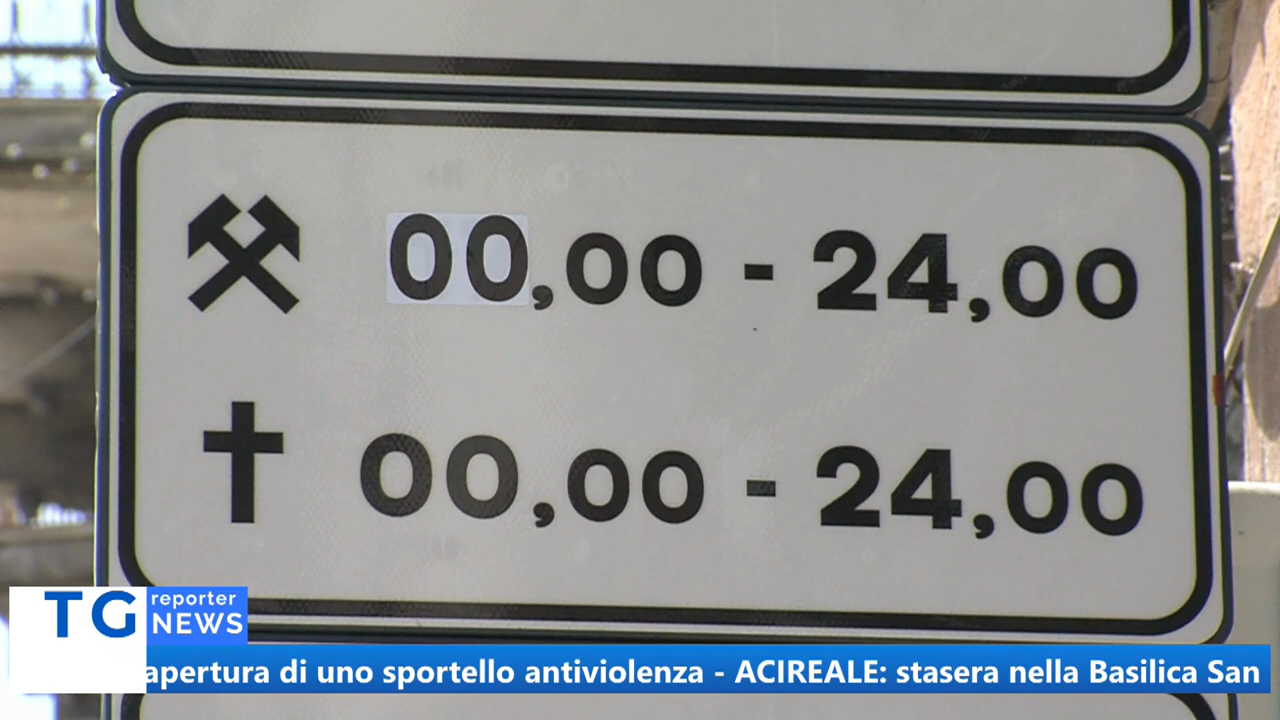 00,00 - 24,00
00,00 - 24,00
TG reporter
NEWS
apertura di uno sportello antiviolenza - ACIREALE: stasera nella Basilica San